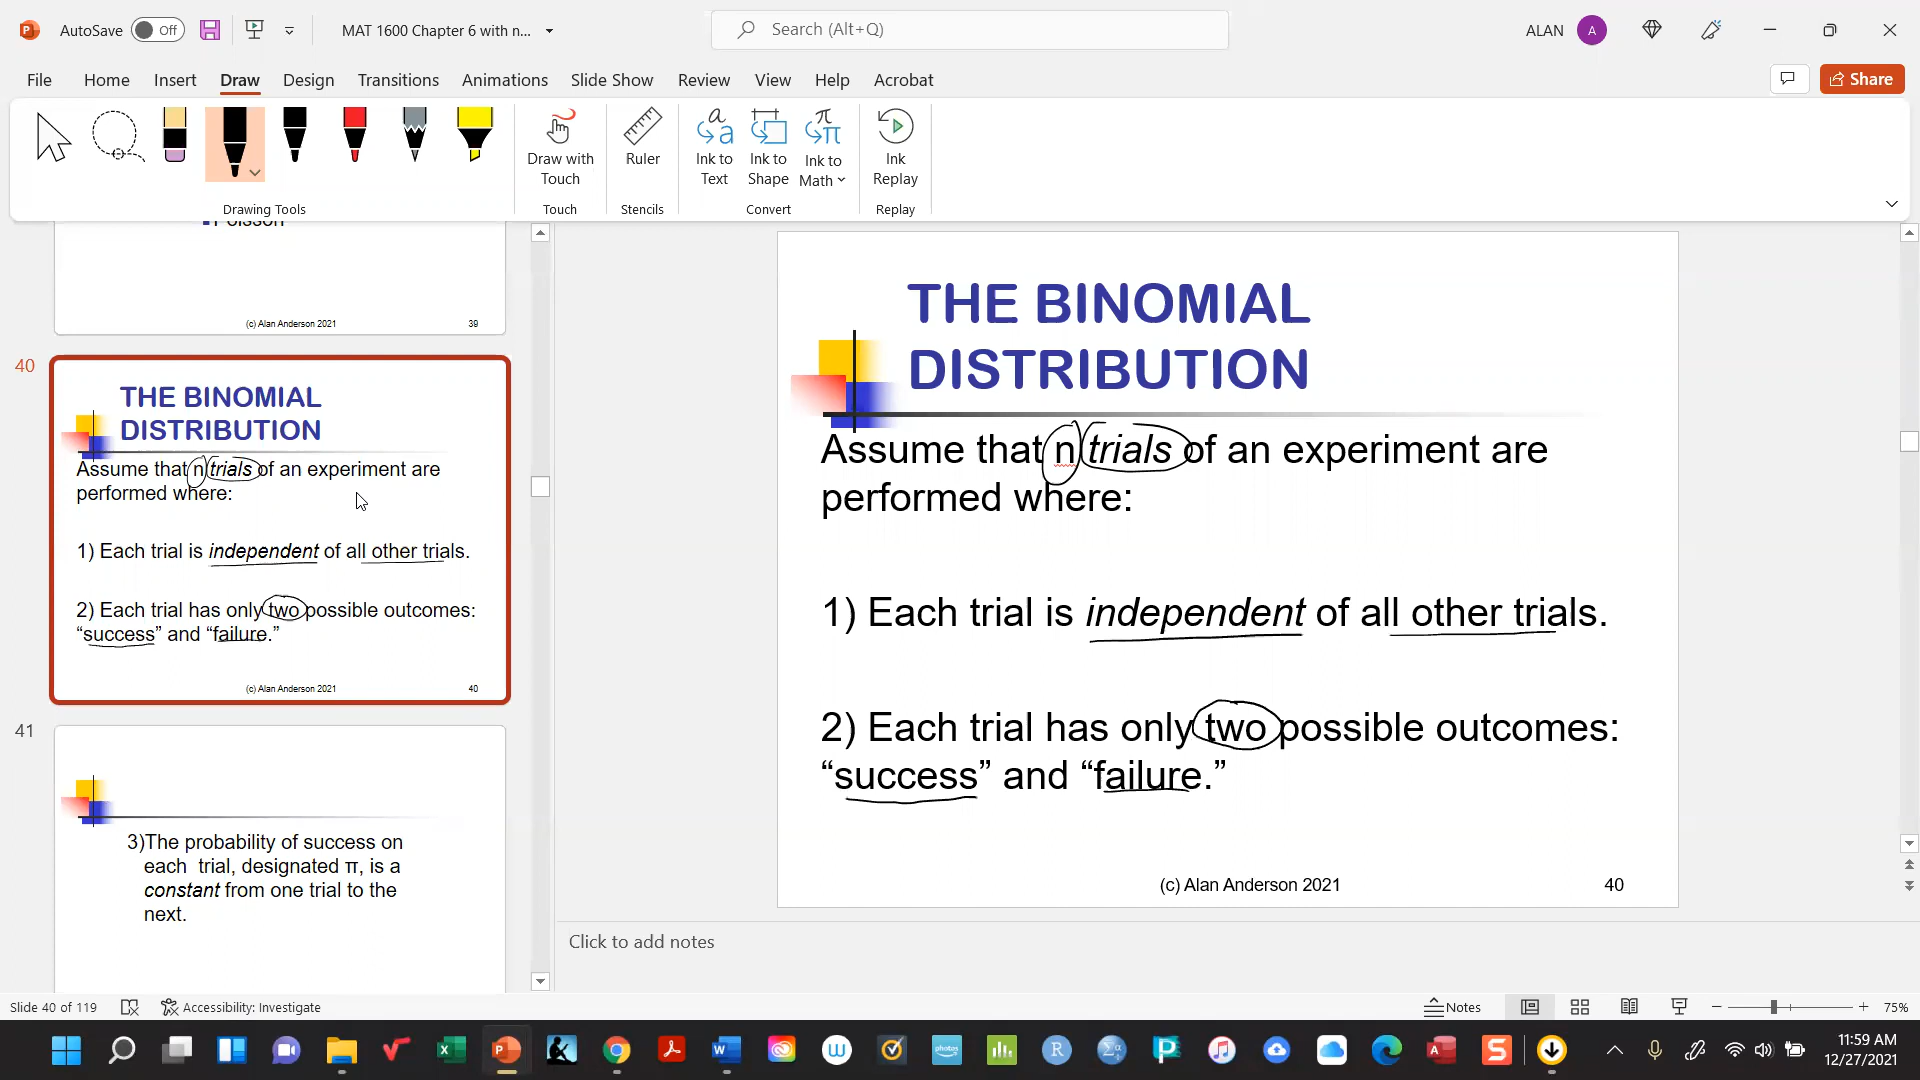 AutoSave Off MAT 1600 Chapter 6 with n... Search (Alt+Q) ALAN A
File Home Insert Draw Design Transitions Animations Slide Show Review View Help Acrobat Share
Draw with Touch Ruler Ink to Text Ink to Shape Ink to Math Ink Replay
Drawing Tools Touch Stencils Convert Replay
Poisson
(c) Alan Anderson 2021 39
40
THE BINOMIAL
DISTRIBUTION
Assume that n trials of an experiment are
performed where:
1) Each trial is independent of all other trials.
2) Each trial has only two possible outcomes:
“success” and “failure.”
(c) Alan Anderson 2021 40
41
3)The probability of success on
each trial, designated π, is a
constant from one trial to the
next.
THE BINOMIAL
DISTRIBUTION
Assume that n trials of an experiment are
performed where:
1) Each trial is independent of all other trials.
2) Each trial has only two possible outcomes:
“success” and “failure.”
(c) Alan Anderson 2021 40
Click to add notes
Slide 40 of 119 Accessibility: Investigate Notes 75%
11:59 AM
12/27/2021